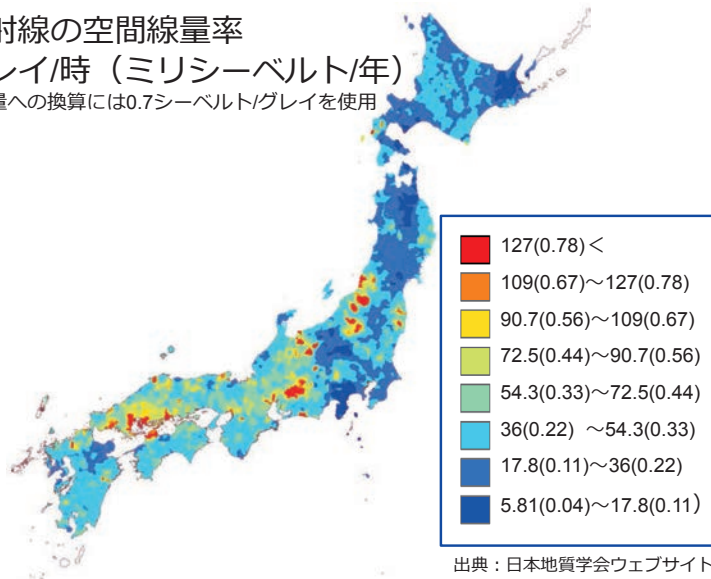 射線の空間線量率
レイ/時（ミリシーベルト/年）
量への換算には0.7シーベルト/グレイを使用
127(0.78)＜
109(0.67)～127(0.78)
90.7(0.56)～109(0.67)
72.5(0.44)～90.7(0.56)
54.3(0.33)～72.5(0.44)
36(0.22) ～54.3(0.33)
17.8(0.11)～36(0.22)
5.81(0.04)～17.8(0.11）
出典：日本地質学会ウェブサイト